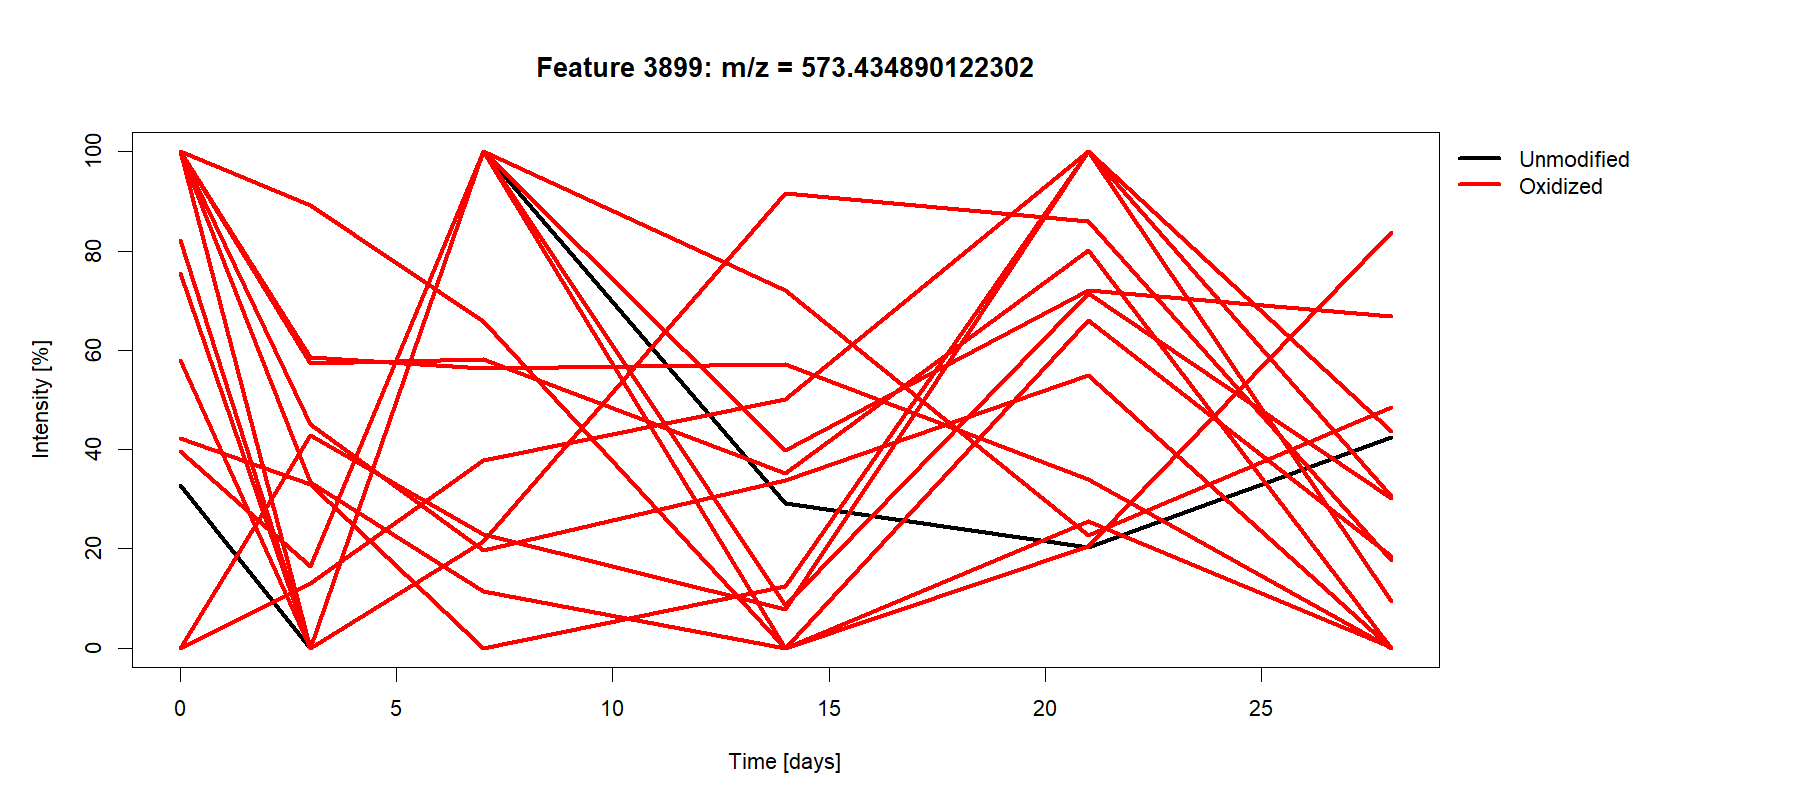 Feature 3899: m/z = 573.434890122302
Unmodified
Oxidized
100
80
60
40
20
0
Intensity [%]
0 5 10 15 20 25
Time [days]